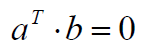 a^T · b = 0